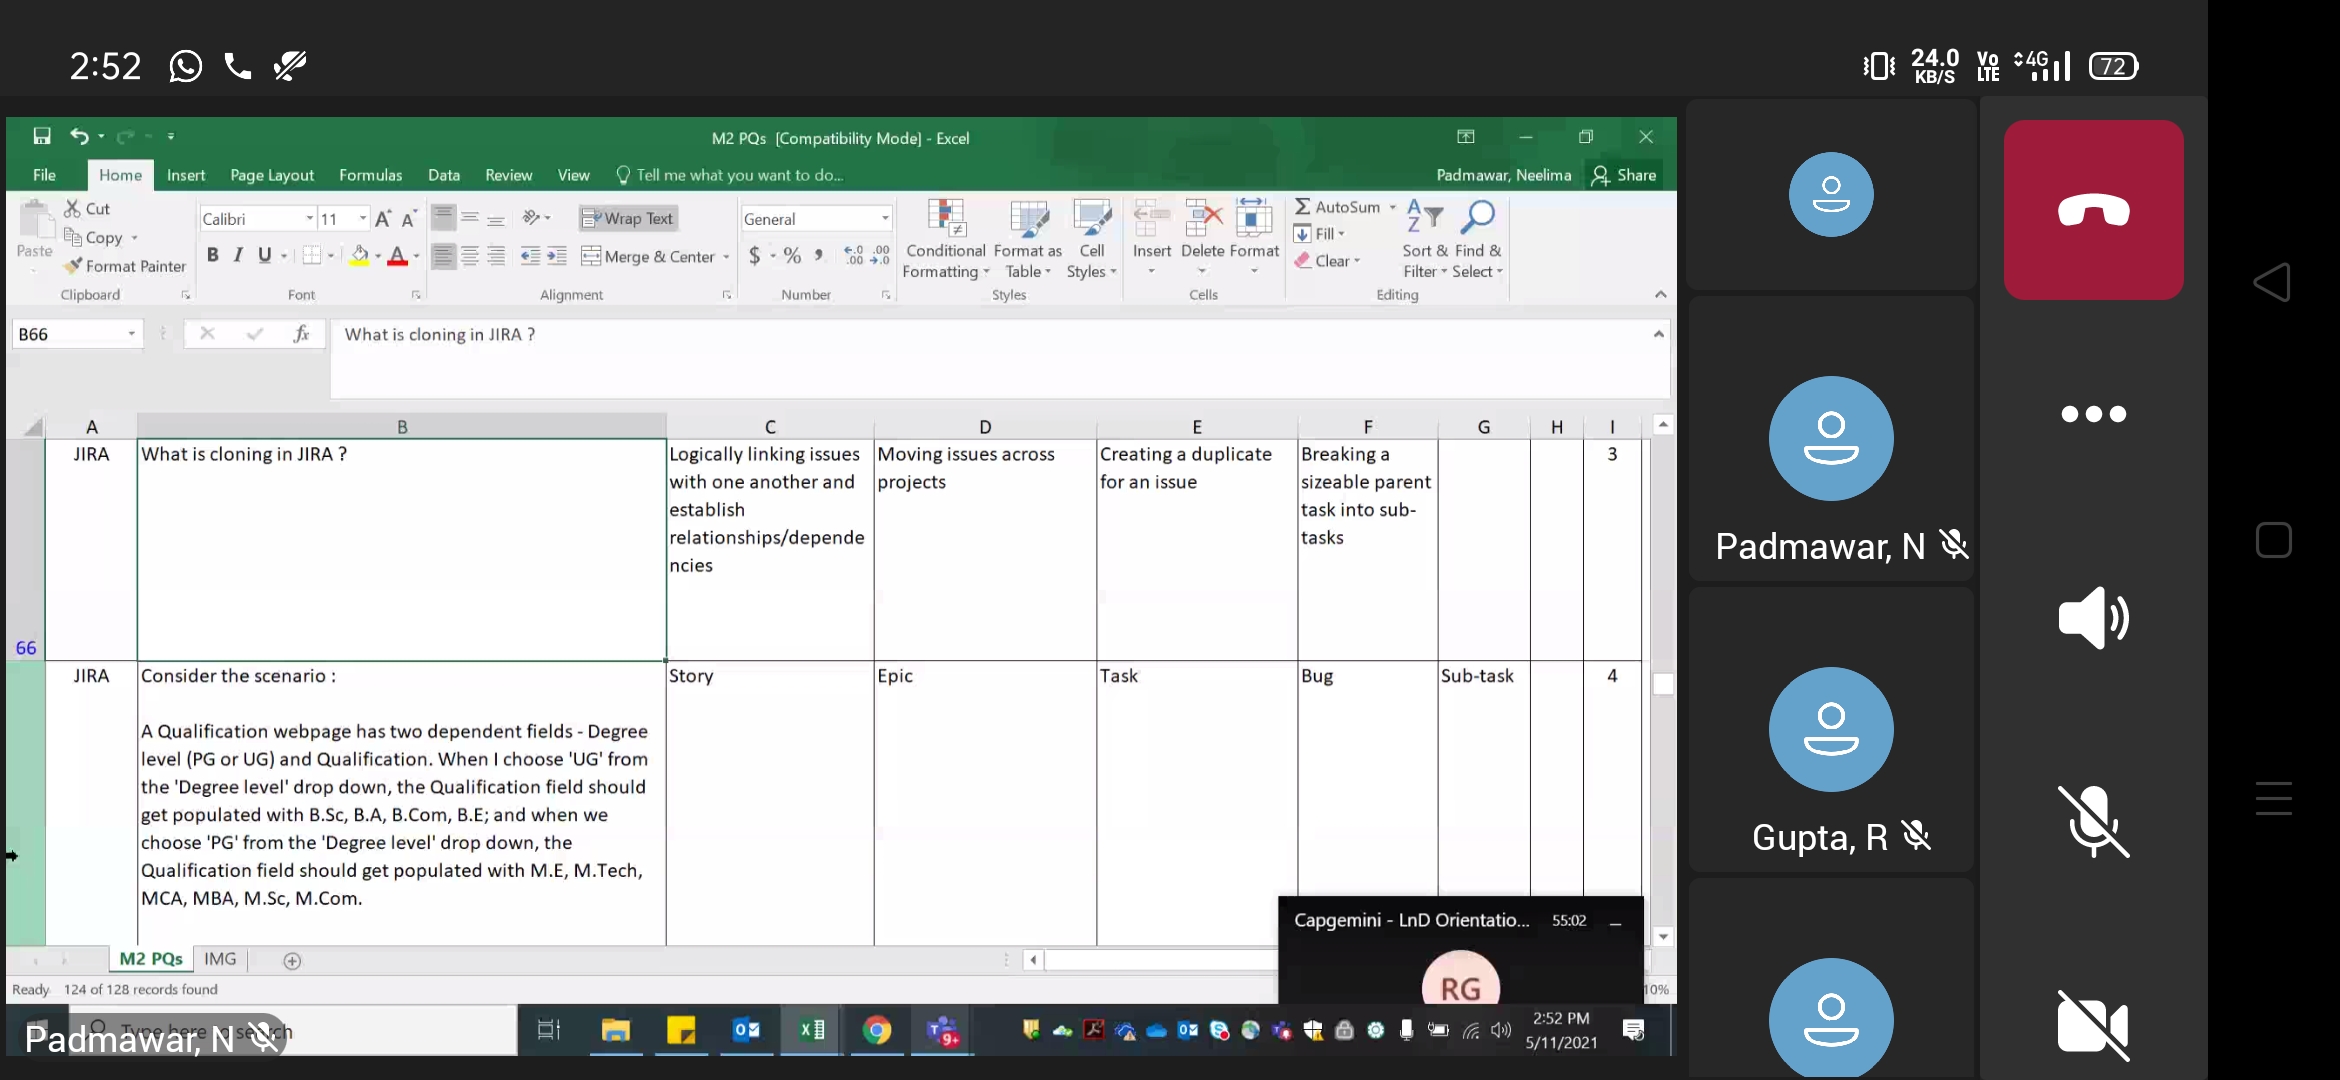 2:52
24.0
KB/S
Vo
LTE
4G
72
M2 PQs [Compatibility Mode] - Excel
File Home Insert Page Layout Formulas Data Review View Tell me what you want to do...
Padmawar, Neelima Share
Cut
Copy
Format Painter
Paste
Clipboard
Calibri 11
B I U
Font
Wrap Text
Merge & Center
Alignment
General
$ % ,
Number
Conditional Formatting
Format as Table
Cell Styles
Styles
Insert Delete Format
Cells
AutoSum
Fill
Clear
Sort & Filter
Find & Select
Editing
B66
fx
What is cloning in JIRA ?
A B C D E F G H I
66
JIRA
What is cloning in JIRA ?
Logically linking issues
with one another and
establish
relationships/depende
ncies
Moving issues across
projects
Creating a duplicate
for an issue
Breaking a
sizeable parent
task into sub-
tasks
3
JIRA
Consider the scenario :
A Qualification webpage has two dependent fields - Degree
level (PG or UG) and Qualification. When I choose 'UG' from
the 'Degree level' drop down, the Qualification field should
get populated with B.Sc, B.A, B.Com, B.E; and when we
choose 'PG' from the 'Degree level' drop down, the
Qualification field should get populated with M.E, M.Tech,
MCA, MBA, M.Sc, M.Com.
Story
Epic
Task
Bug
Sub-task
4
M2 PQs IMG
Ready 124 of 128 records found
10%
Capgemini - LnD Orientatio... 55:02
RG
Type here to search
Padmawar, N
9+
2:52 PM
5/11/2021
Padmawar, N
Gupta, R